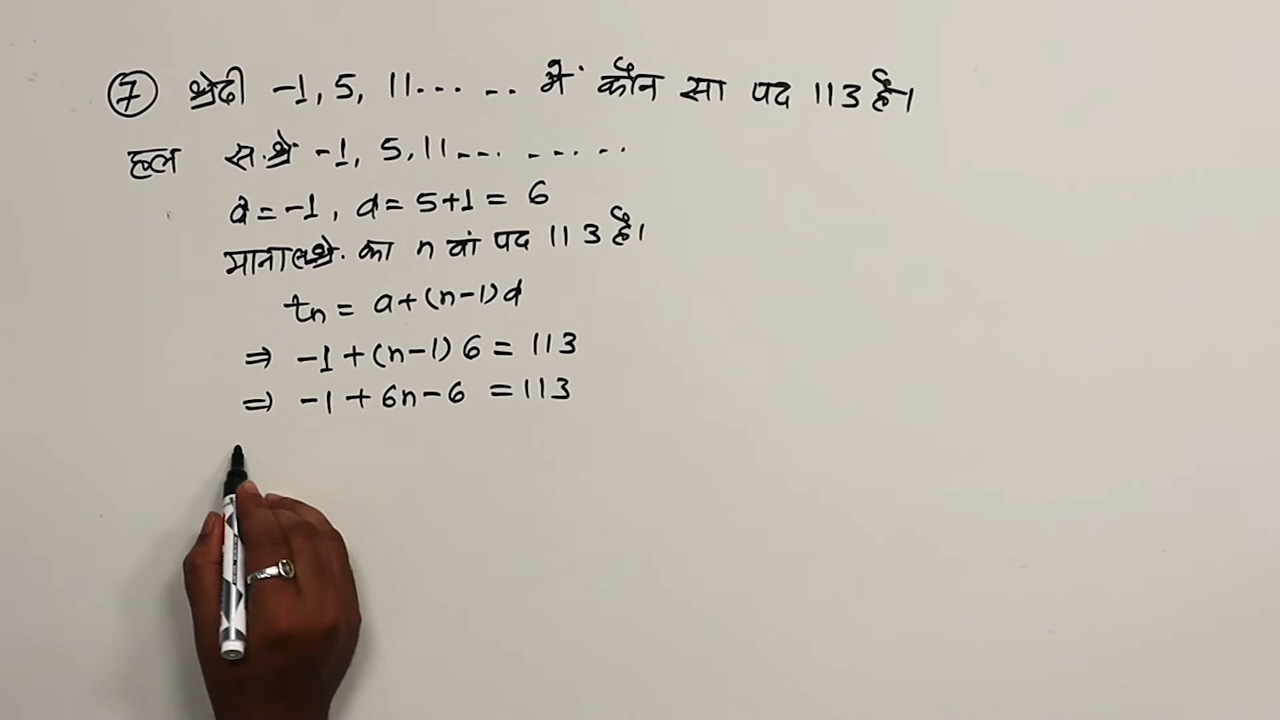 7 श्रेढी -1, 5, 11...... में कौन सा पद 113 है।
हल स.श्रे -1, 5, 11.........
a = -1, d = 5+1 = 6
माना स.श्रे. का n वां पद 113 है।
tn = a+(n-1)d
⇒ -1+(n-1)6 = 113
⇒ -1+6n-6 = 113